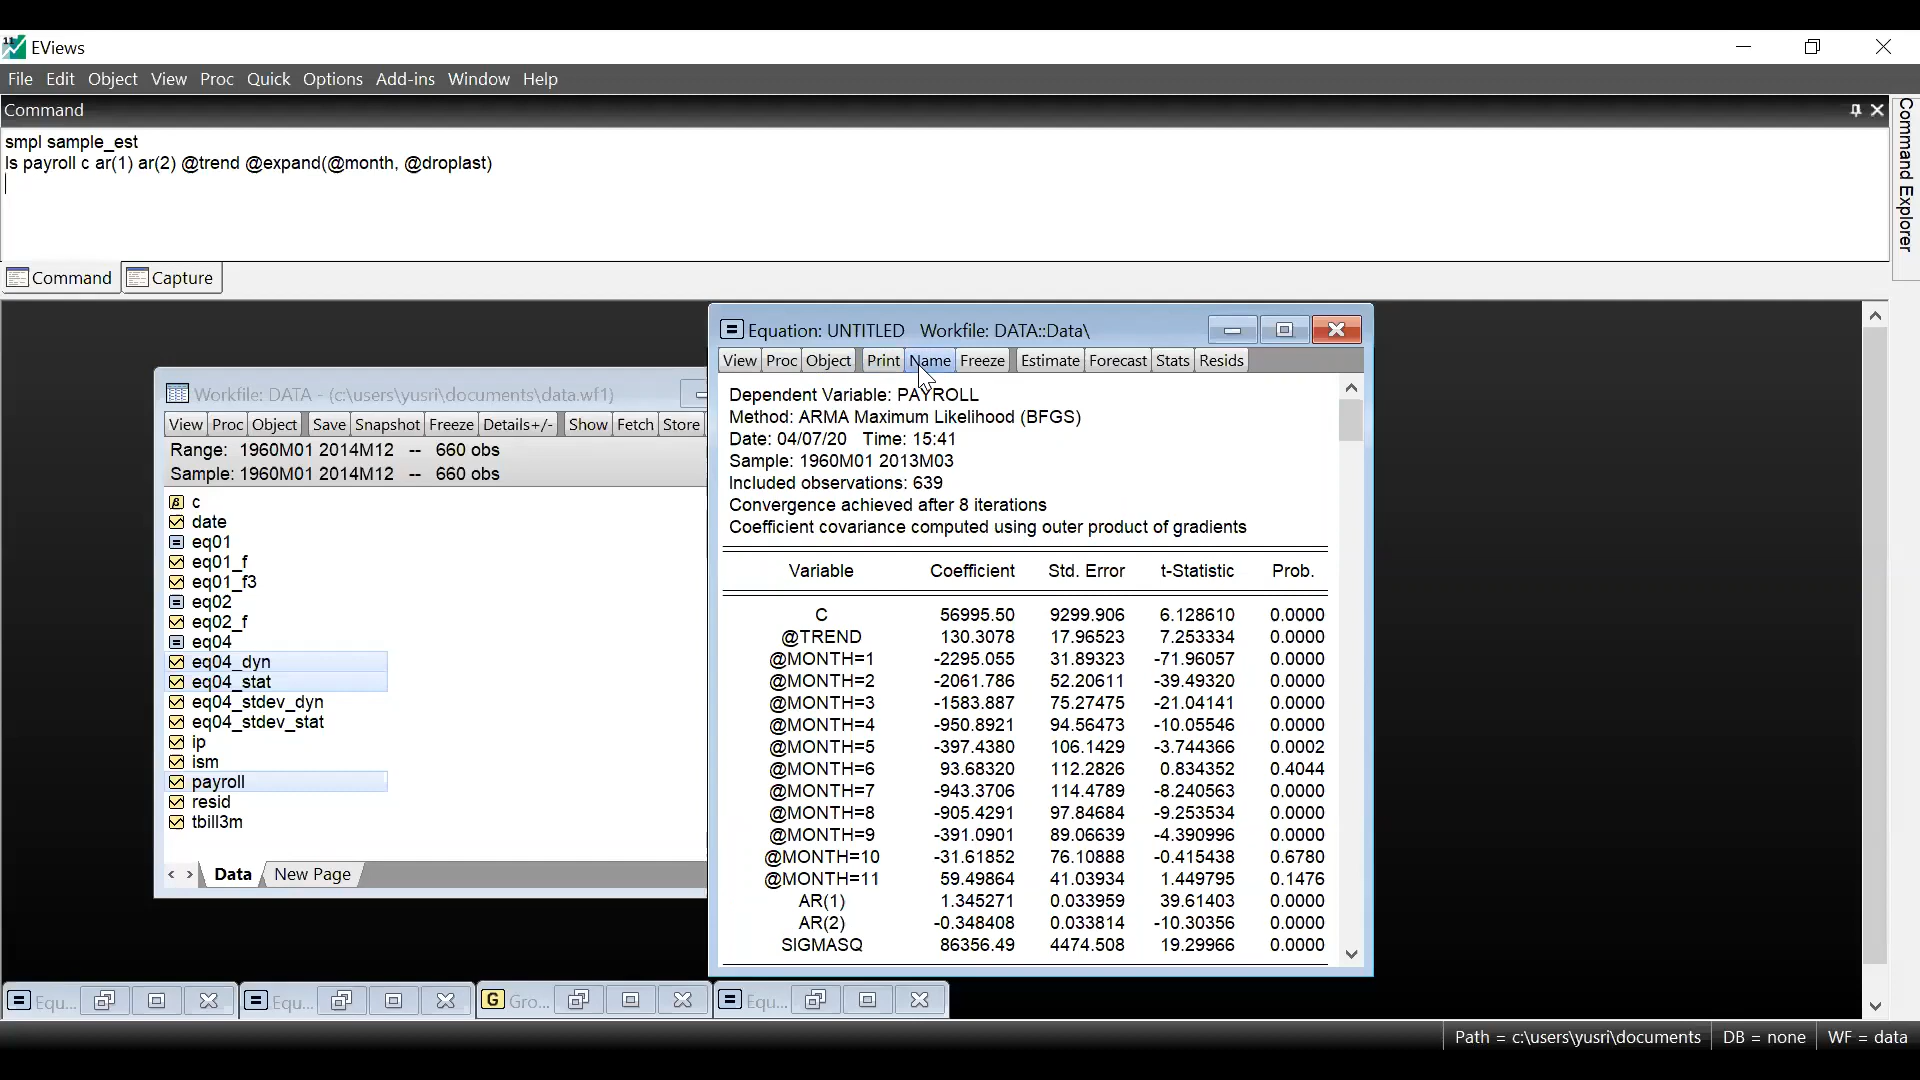 EViews
File Edit Object View Proc Quick Options Add-ins Window Help
Command
smpl sample_est
ls payroll c ar(1) ar(2) @trend @expand(@month, @droplast)
Command Explorer
Command Capture
Workfile: DATA - (c:\users\yusri\documents\data.wf1)
View Proc Object Save Snapshot Freeze Details+/- Show Fetch Store
Range: 1960M01 2014M12 -- 660 obs
Sample: 1960M01 2014M12 -- 660 obs
c
date
eq01
eq01_f
eq01_f3
eq02
eq02_f
eq04
eq04_dyn
eq04_stat
eq04_stdev_dyn
eq04_stdev_stat
ip
ism
payroll
resid
tbill3m
Data New Page
Equation: UNTITLED Workfile: DATA::Data\
View Proc Object Print Name Freeze Estimate Forecast Stats Resids
Dependent Variable: PAYROLL
Method: ARMA Maximum Likelihood (BFGS)
Date: 04/07/20 Time: 15:41
Sample: 1960M01 2013M03
Included observations: 639
Convergence achieved after 8 iterations
Coefficient covariance computed using outer product of gradients
Variable Coefficient Std. Error t-Statistic Prob.
C 56995.50 9299.906 6.128610 0.0000
@TREND 130.3078 17.96523 7.253334 0.0000
@MONTH=1 -2295.055 31.89323 -71.96057 0.0000
@MONTH=2 -2061.786 52.20611 -39.49320 0.0000
@MONTH=3 -1583.887 75.27475 -21.04141 0.0000
@MONTH=4 -950.8921 94.56473 -10.05546 0.0000
@MONTH=5 -397.4380 106.1429 -3.744366 0.0002
@MONTH=6 93.68320 112.2826 0.834352 0.4044
@MONTH=7 -943.3706 114.4789 -8.240563 0.0000
@MONTH=8 -905.4291 97.84684 -9.253534 0.0000
@MONTH=9 -391.0901 89.06639 -4.390996 0.0000
@MONTH=10 -31.61852 76.10888 -0.415438 0.6780
@MONTH=11 59.49864 41.03934 1.449795 0.1476
AR(1) 1.345271 0.033959 39.61403 0.0000
AR(2) -0.348408 0.033814 -10.30356 0.0000
SIGMASQ 86356.49 4474.508 19.29966 0.0000
Equ... Equ... G Gro... Equ...
Path = c:\users\yusri\documents DB = none WF = data